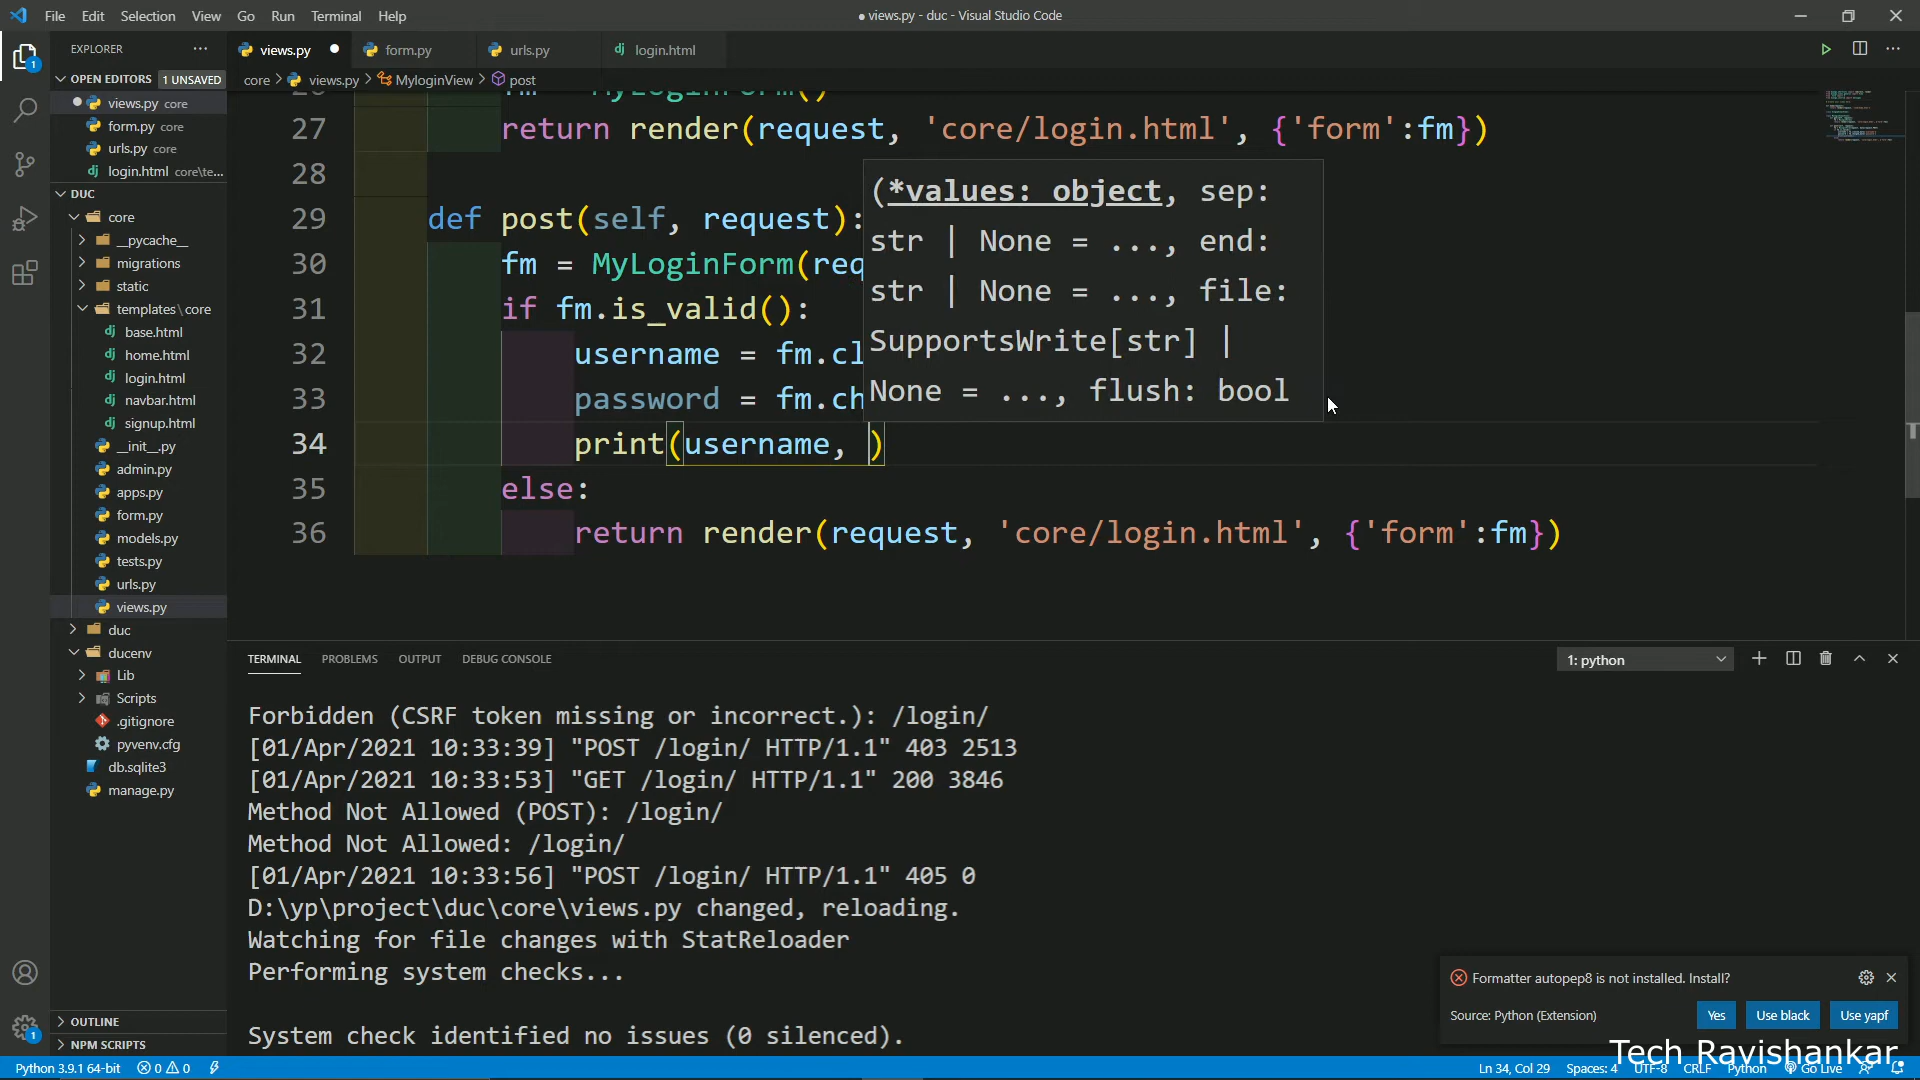 File Edit Selection View Go Run Terminal Help
● views.py - duc - Visual Studio Code
EXPLORER
views.py
form.py
urls.py
login.html
OPEN EDITORS 1 UNSAVED
core > views.py > MyloginView > post
views.py core
form.py core
urls.py core
login.html core\te...
DUC
core
__pycache__
migrations
static
templates\core
base.html
home.html
login.html
navbar.html
signup.html
__init__.py
admin.py
apps.py
form.py
models.py
tests.py
urls.py
views.py
duc
ducenv
Lib
Scripts
.gitignore
pyvenv.cfg
db.sqlite3
manage.py
OUTLINE
NPM SCRIPTS
26 fm = MyLoginForm()
27 return render(request, 'core/login.html', {'form':fm})
28
29 def post(self, request):
30 fm = MyLoginForm(req
31 if fm.is_valid():
32 username = fm.cl
33 password = fm.ch
34 print(username, )
35 else:
36 return render(request, 'core/login.html', {'form':fm})
(*values: object, sep:
str | None = ..., end:
str | None = ..., file:
SupportsWrite[str] |
None = ..., flush: bool
TERMINAL PROBLEMS OUTPUT DEBUG CONSOLE
1: python
Forbidden (CSRF token missing or incorrect.): /login/
[01/Apr/2021 10:33:39] "POST /login/ HTTP/1.1" 403 2513
[01/Apr/2021 10:33:53] "GET /login/ HTTP/1.1" 200 3846
Method Not Allowed (POST): /login/
Method Not Allowed: /login/
[01/Apr/2021 10:33:56] "POST /login/ HTTP/1.1" 405 0
D:\yp\project\duc\core\views.py changed, reloading.
Watching for file changes with StatReloader
Performing system checks...
System check identified no issues (0 silenced).
Formatter autopep8 is not installed. Install?
Source: Python (Extension)
Yes Use black Use yapf
Tech Ravishankar.
Python 3.9.1 64-bit 0 0
Ln 34, Col 29 Spaces: 4 UTF-8 CRLF Python Go Live
1
1